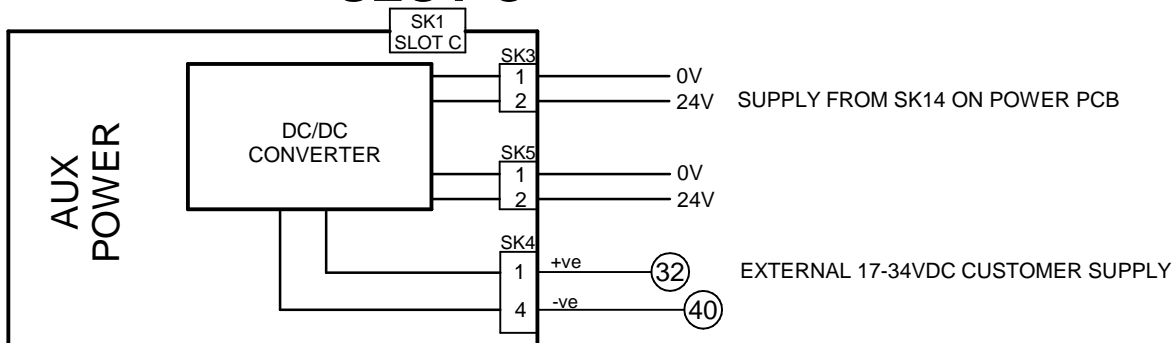 SK1
SLOT C
AUX
POWER
DC/DC
CONVERTER
SK3
1 0V
2 24V SUPPLY FROM SK14 ON POWER PCB
SK5
1 0V
2 24V
SK4
1 +ve 32 EXTERNAL 17-34VDC CUSTOMER SUPPLY
4 -ve 40